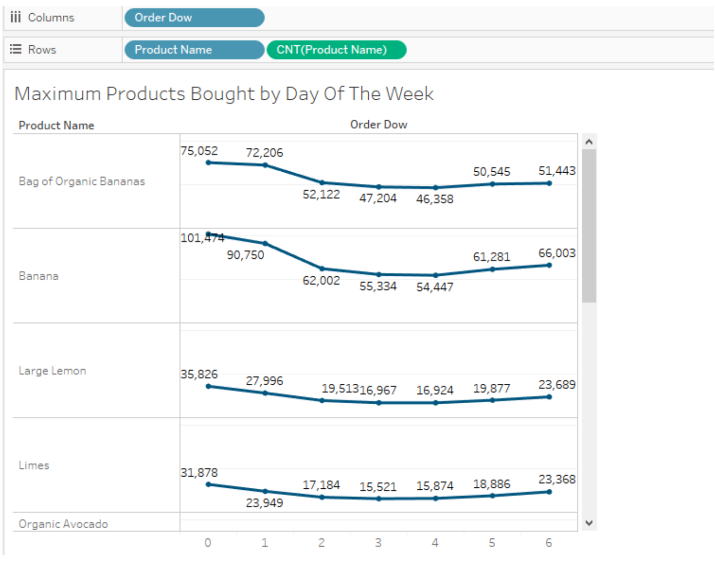 Columns Order Dow
Rows Product Name CNT(Product Name)
Maximum Products Bought by Day Of The Week
Product Name Order Dow
Bag of Organic Bananas 75,052 72,206 52,122 47,204 46,358 50,545 51,443
Banana 101,474 90,750 62,002 55,334 54,447 61,281 66,003
Large Lemon 35,826 27,996 19,513 16,967 16,924 19,877 23,689
Limes 31,878 23,949 17,184 15,521 15,874 18,886 23,368
Organic Avocado
0 1 2 3 4 5 6